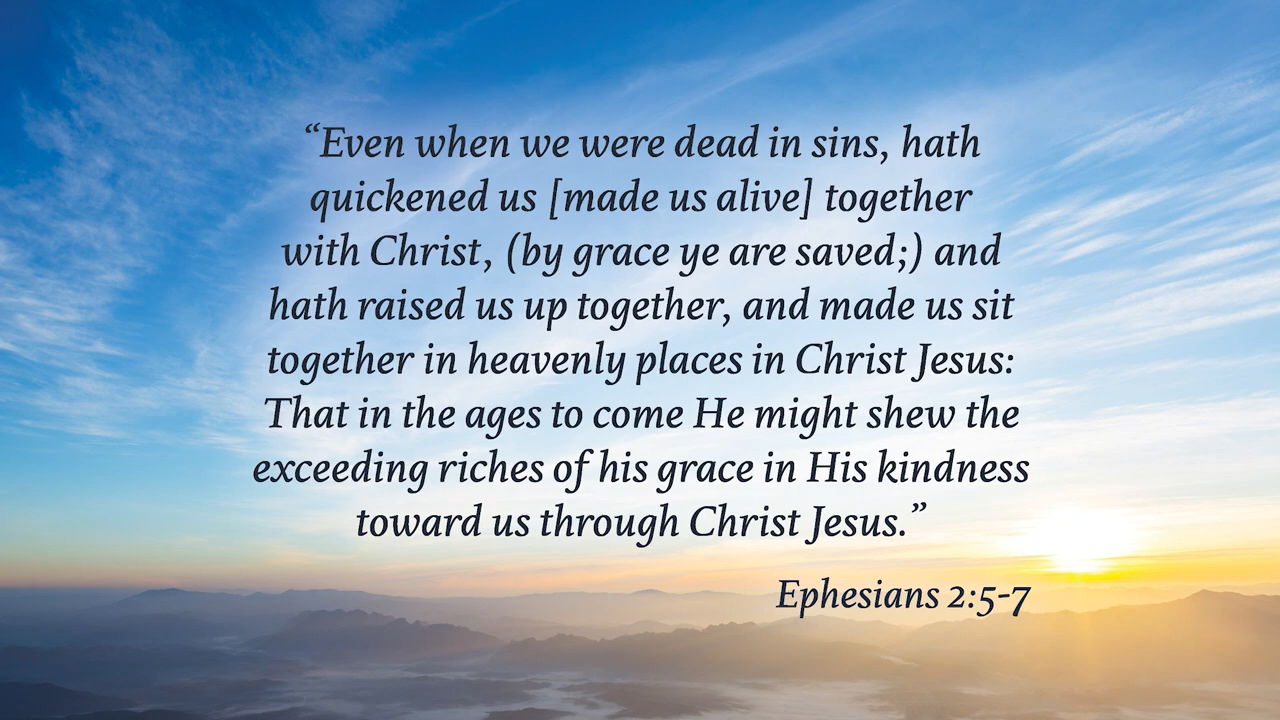 “Even when we were dead in sins, hath
quickened us [made us alive] together
with Christ, (by grace ye are saved;) and
hath raised us up together, and made us sit
together in heavenly places in Christ Jesus:
That in the ages to come He might shew the
exceeding riches of his grace in His kindness
toward us through Christ Jesus.”
Ephesians 2:5-7